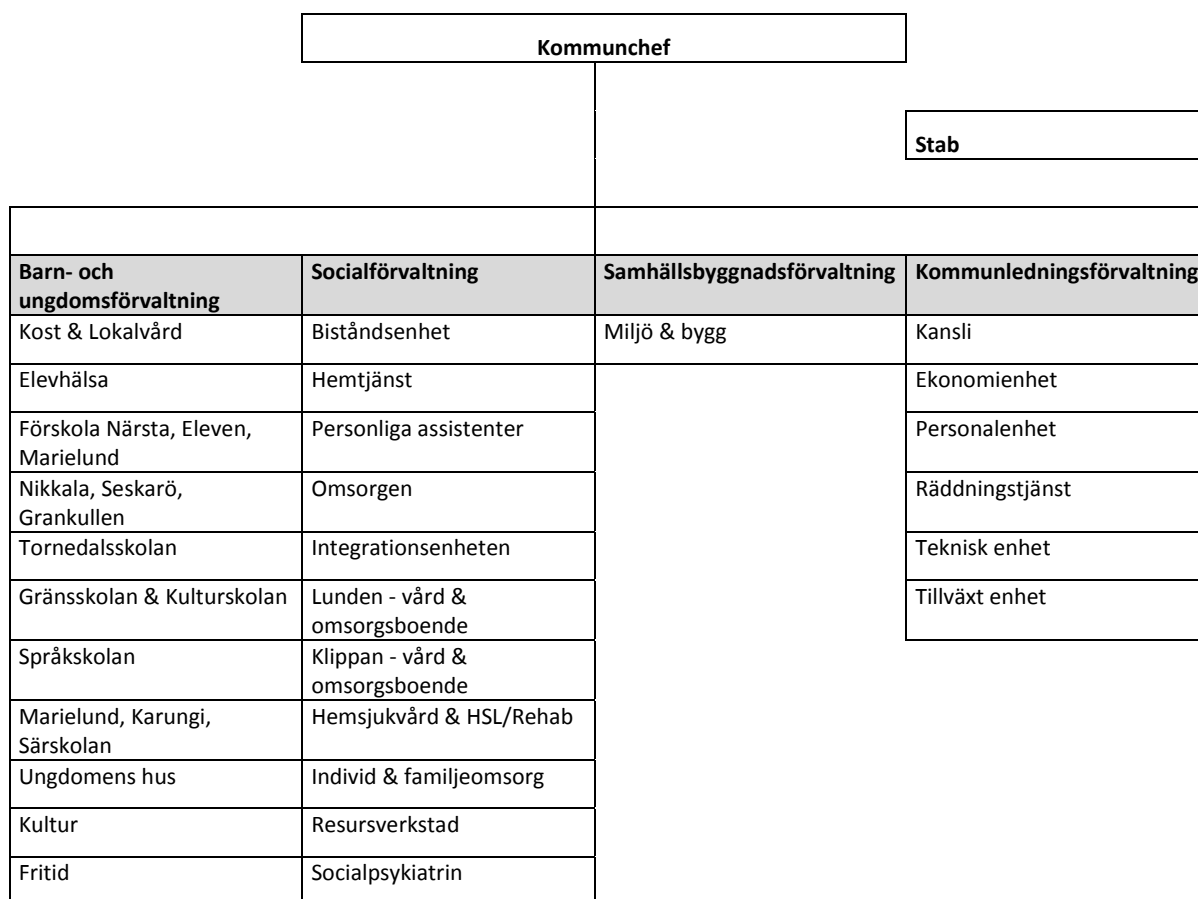 Kommunchef
Stab
Barn- och
ungdomsförvaltning
Socialförvaltning
Samhällsbyggnadsförvaltning
Kommunledningsförvaltning
Kost & Lokalvård
Biståndsenhet
Miljö & bygg
Kansli
Elevhälsa
Hemtjänst
Ekonomienhet
Förskola Närsta, Eleven,
Marielund
Personliga assistenter
Personalenhet
Nikkala, Seskarö,
Grankullen
Omsorgen
Räddningstjänst
Tornedalsskolan
Integrationsenheten
Teknisk enhet
Gränsskolan & Kulturskolan
Lunden - vård &
omsorgsboende
Tillväxt enhet
Språkskolan
Klippan - vård &
omsorgsboende
Marielund, Karungi,
Särskolan
Hemsjukvård & HSL/Rehab
Ungdomens hus
Individ & familjeomsorg
Kultur
Resursverkstad
Fritid
Socialpsykiatrin